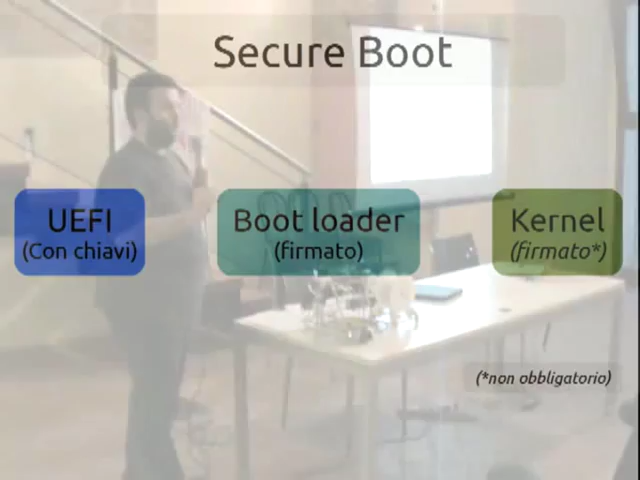 Secure Boot
UEFI
(Con chiavi)
Boot loader
(firmato)
Kernel
(firmato*)
(*non obbligatorio)